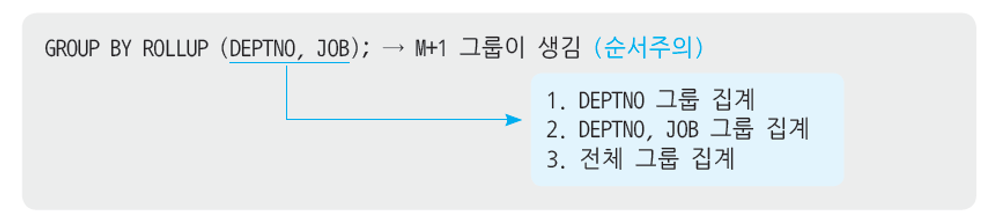 GROUP BY ROLLUP (DEPTNO, JOB); → M+1 그룹이 생김 (순서주의)
1. DEPTNO 그룹 집계
2. DEPTNO, JOB 그룹 집계
3. 전체 그룹 집계